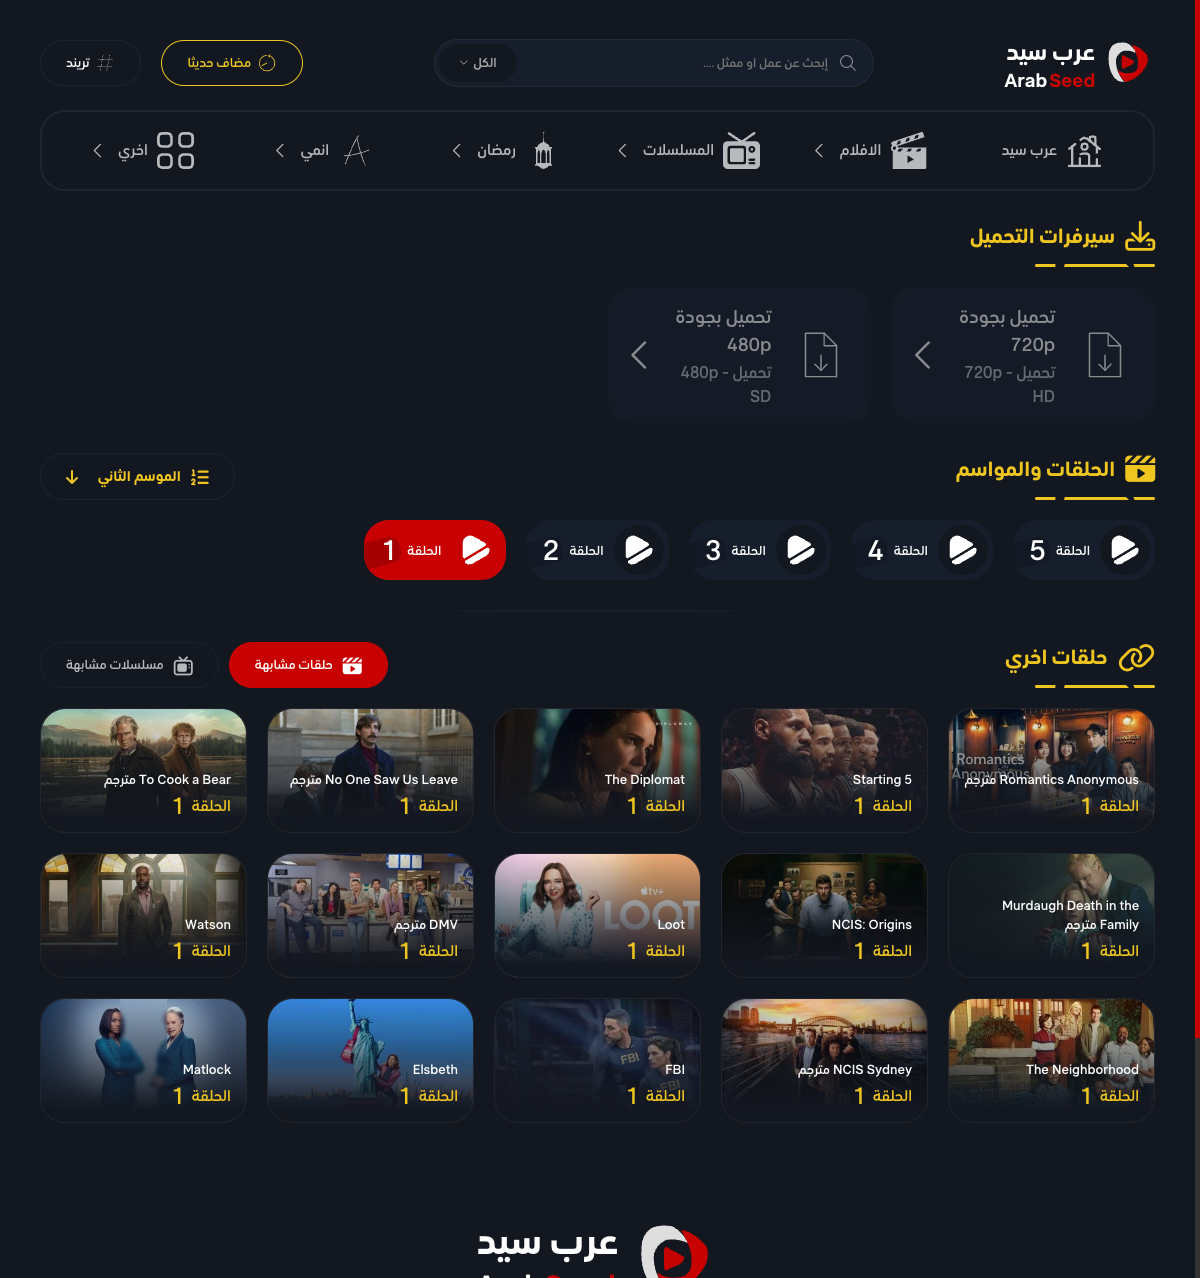 عرب سيد
ArabSeed
إبحث عن عمل او ممثل ....
الكل
مضاف حديثا
# تريند
عرب سيد
الافلام
المسلسلات
رمضان
انمي
اخري
سيرفرات التحميل
تحميل بجودة
720p
تحميل - 720p
HD
تحميل بجودة
480p
تحميل - 480p
SD
الحلقات والمواسم
الموسم الثاني
الحلقة 5
الحلقة 4
الحلقة 3
الحلقة 2
الحلقة 1
حلقات اخري
حلقات مشابهة
مسلسلات مشابهة
Romantics
Anonymous
Romantics Anonymous مترجم
الحلقة 1
Starting 5
الحلقة 1
The Diplomat
الحلقة 1
No One Saw Us Leave مترجم
الحلقة 1
To Cook a Bear مترجم
الحلقة 1
Murdaugh Death in the
Family مترجم
الحلقة 1
NCIS: Origins
الحلقة 1
tv+
LOOT
Loot
الحلقة 1
DMV مترجم
الحلقة 1
Watson
الحلقة 1
The Neighborhood
الحلقة 1
NCIS Sydney مترجم
الحلقة 1
FBI
FBI
FBI
الحلقة 1
Elsbeth
الحلقة 1
Matlock
الحلقة 1
عرب سيد